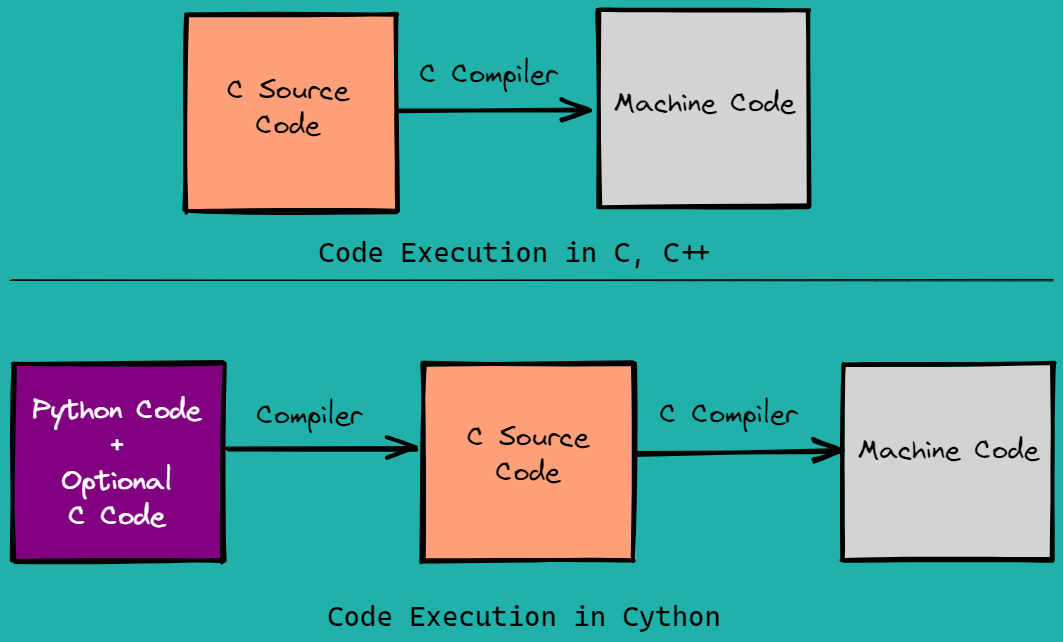 C Source
Code
C Compiler
Machine Code
Code Execution in C, C++
Python Code
+
Optional
C Code
Compiler
C Source
Code
C Compiler
Machine Code
Code Execution in Cython